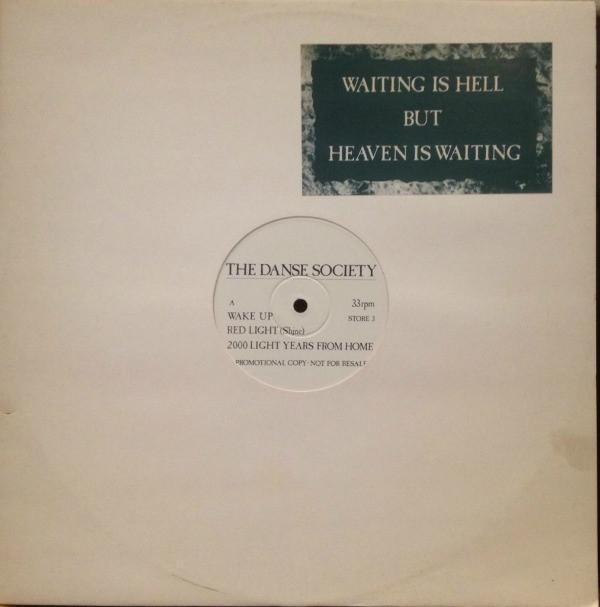 WAITING IS HELL
BUT
HEAVEN IS WAITING
THE DANSE SOCIETY
A 33rpm
WAKE UP STORE 3
RED LIGHT (Shine)
2000 LIGHT YEARS FROM HOME
PROMOTIONAL COPY · NOT FOR RESALE